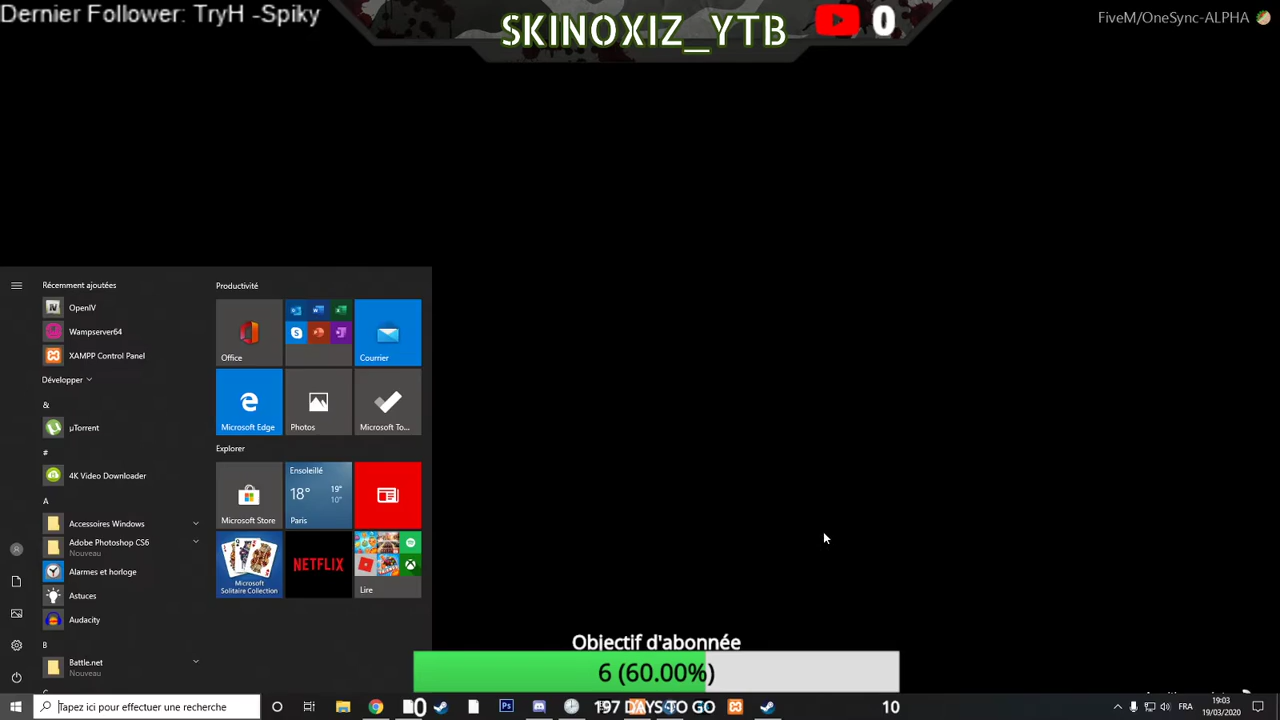 Dernier Follower: TryH -Spiky
SKINOXIZ_YTB
0
FiveM/OneSync-ALPHA
Récemment ajoutées
OpenIV
Wampserver64
XAMPP Control Panel
Développer
&
µTorrent
#
4K Video Downloader
A
Accessoires Windows
Adobe Photoshop CS6
Nouveau
Alarmes et horloge
Astuces
Audacity
B
Battle.net
Nouveau
Productivité
Office
Courrier
Microsoft Edge
Photos
Microsoft To...
Explorer
Microsoft Store
Ensoleillé
18°
19°
10°
Paris
Microsoft
Solitaire Collection
NETFLIX
Lire
Objectif d'abonnée
6 (60.00%)
0
197 DAYS TO GO
10
Tapez ici pour effectuer une recherche
Ps
FRA
19:03
19/03/2020